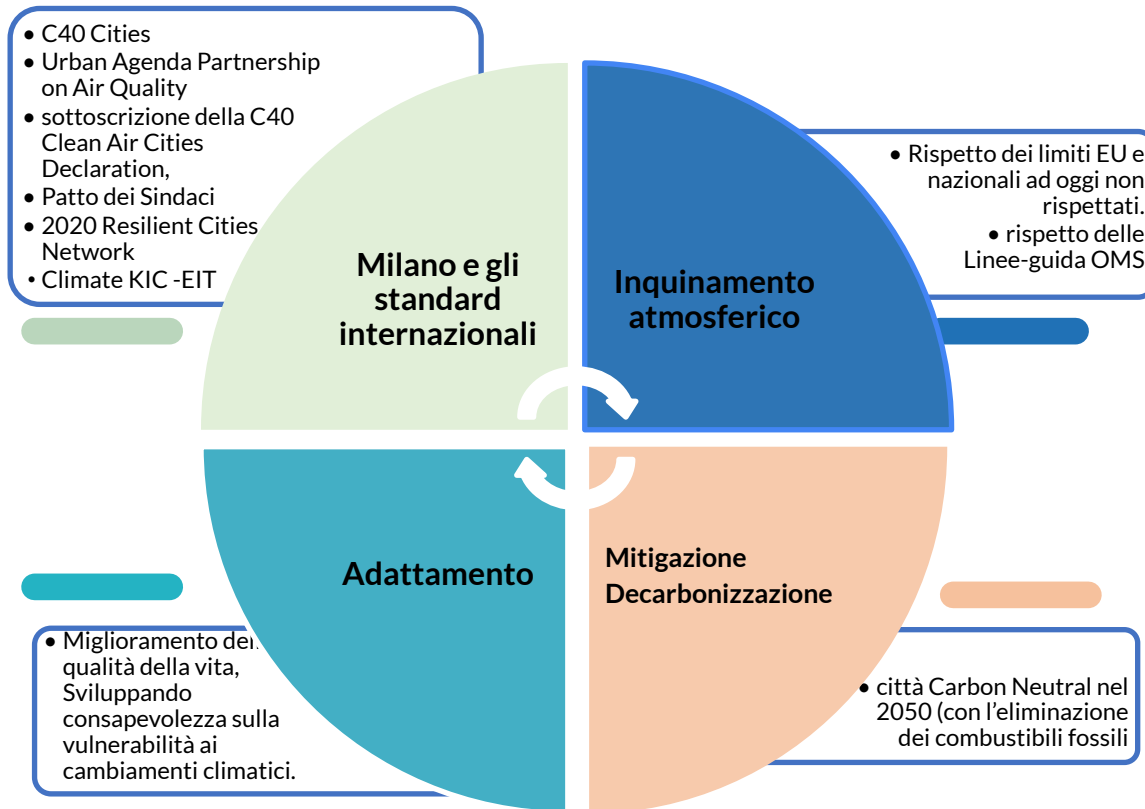 • C40 Cities
• Urban Agenda Partnership
on Air Quality
• sottoscrizione della C40
Clean Air Cities
Declaration,
• Patto dei Sindaci
• 2020 Resilient Cities
Network
• Climate KIC -EIT
Milano e gli
standard
internazionali
• Rispetto dei limiti EU e
nazionali ad oggi non
rispettati.
• rispetto delle
Linee-guida OMS
Inquinamento
atmosferico
Adattamento
• Miglioramento
qualità della vita,
Sviluppando
consapevolezza sulla
vulnerabilità ai
cambiamenti climatici.
Mitigazione
Decarbonizzazione
• città Carbon Neutral nel
2050 (con l’eliminazione
dei combustibili fossili